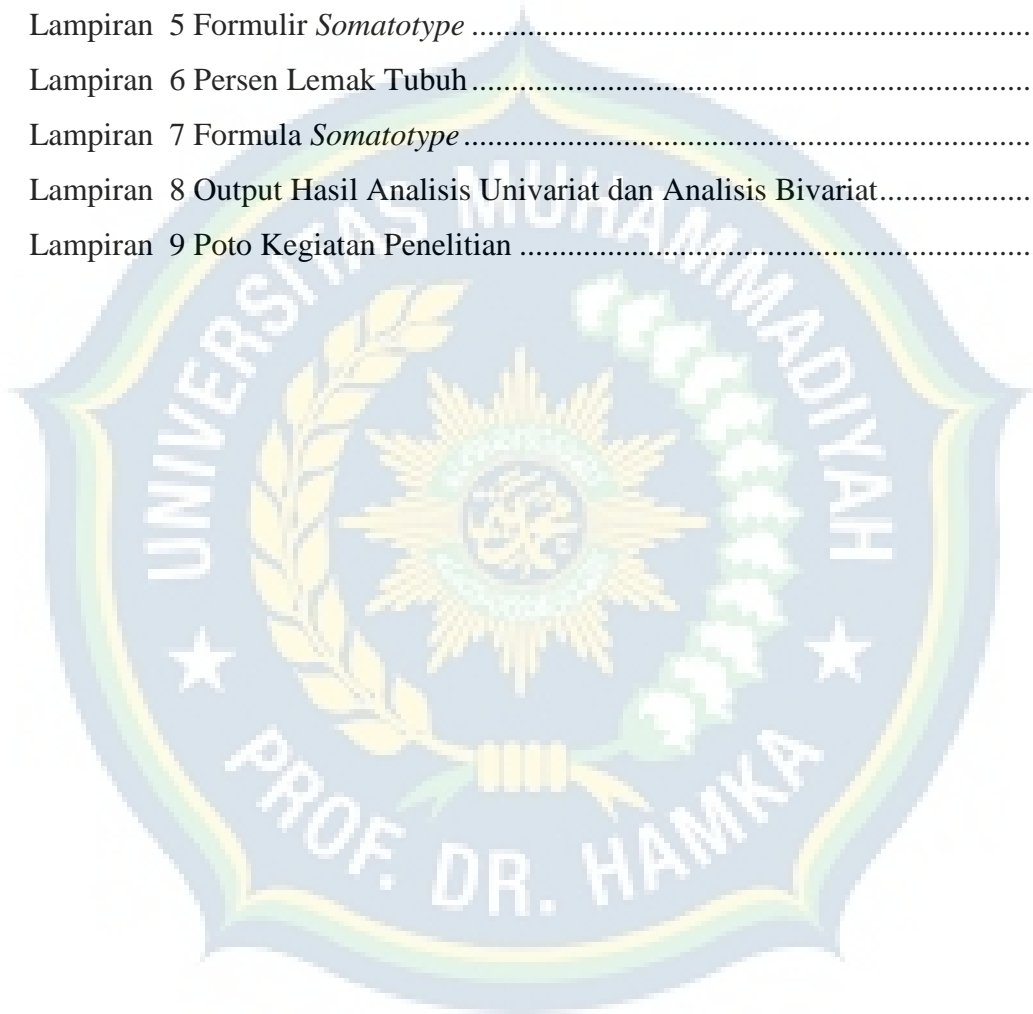 Lampiran  5 Formulir Somatotype ......................................................................
Lampiran  6 Persen Lemak Tubuh ......................................................................
Lampiran  7 Formula Somatotype ......................................................................
Lampiran  8 Output Hasil Analisis Univariat dan Analisis Bivariat...................
Lampiran  9 Poto Kegiatan Penelitian ................................................................
UNIVERSITAS MUHAMMADIYAH
PROF. DR. HAMKA